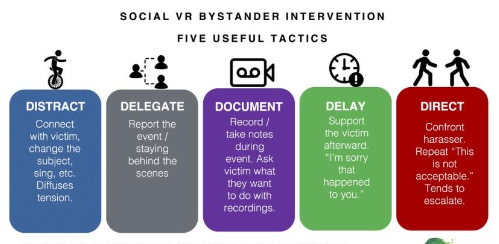 SOCIAL VR BYSTANDER INTERVENTION
FIVE USEFUL TACTICS
DISTRACT
Connect
with victim,
change the
subject,
sing, etc.
Diffuses
tension.
DELEGATE
Report the
event /
staying
behind the
scenes
DOCUMENT
Record /
take notes
during
event. Ask
victim what
they want
to do with
recordings.
DELAY
Support
the victim
afterward.
"I'm sorry
that
happened
to you."
DIRECT
Confront
harasser.
Repeat “This
is not
acceptable.”
Tends to
escalate.